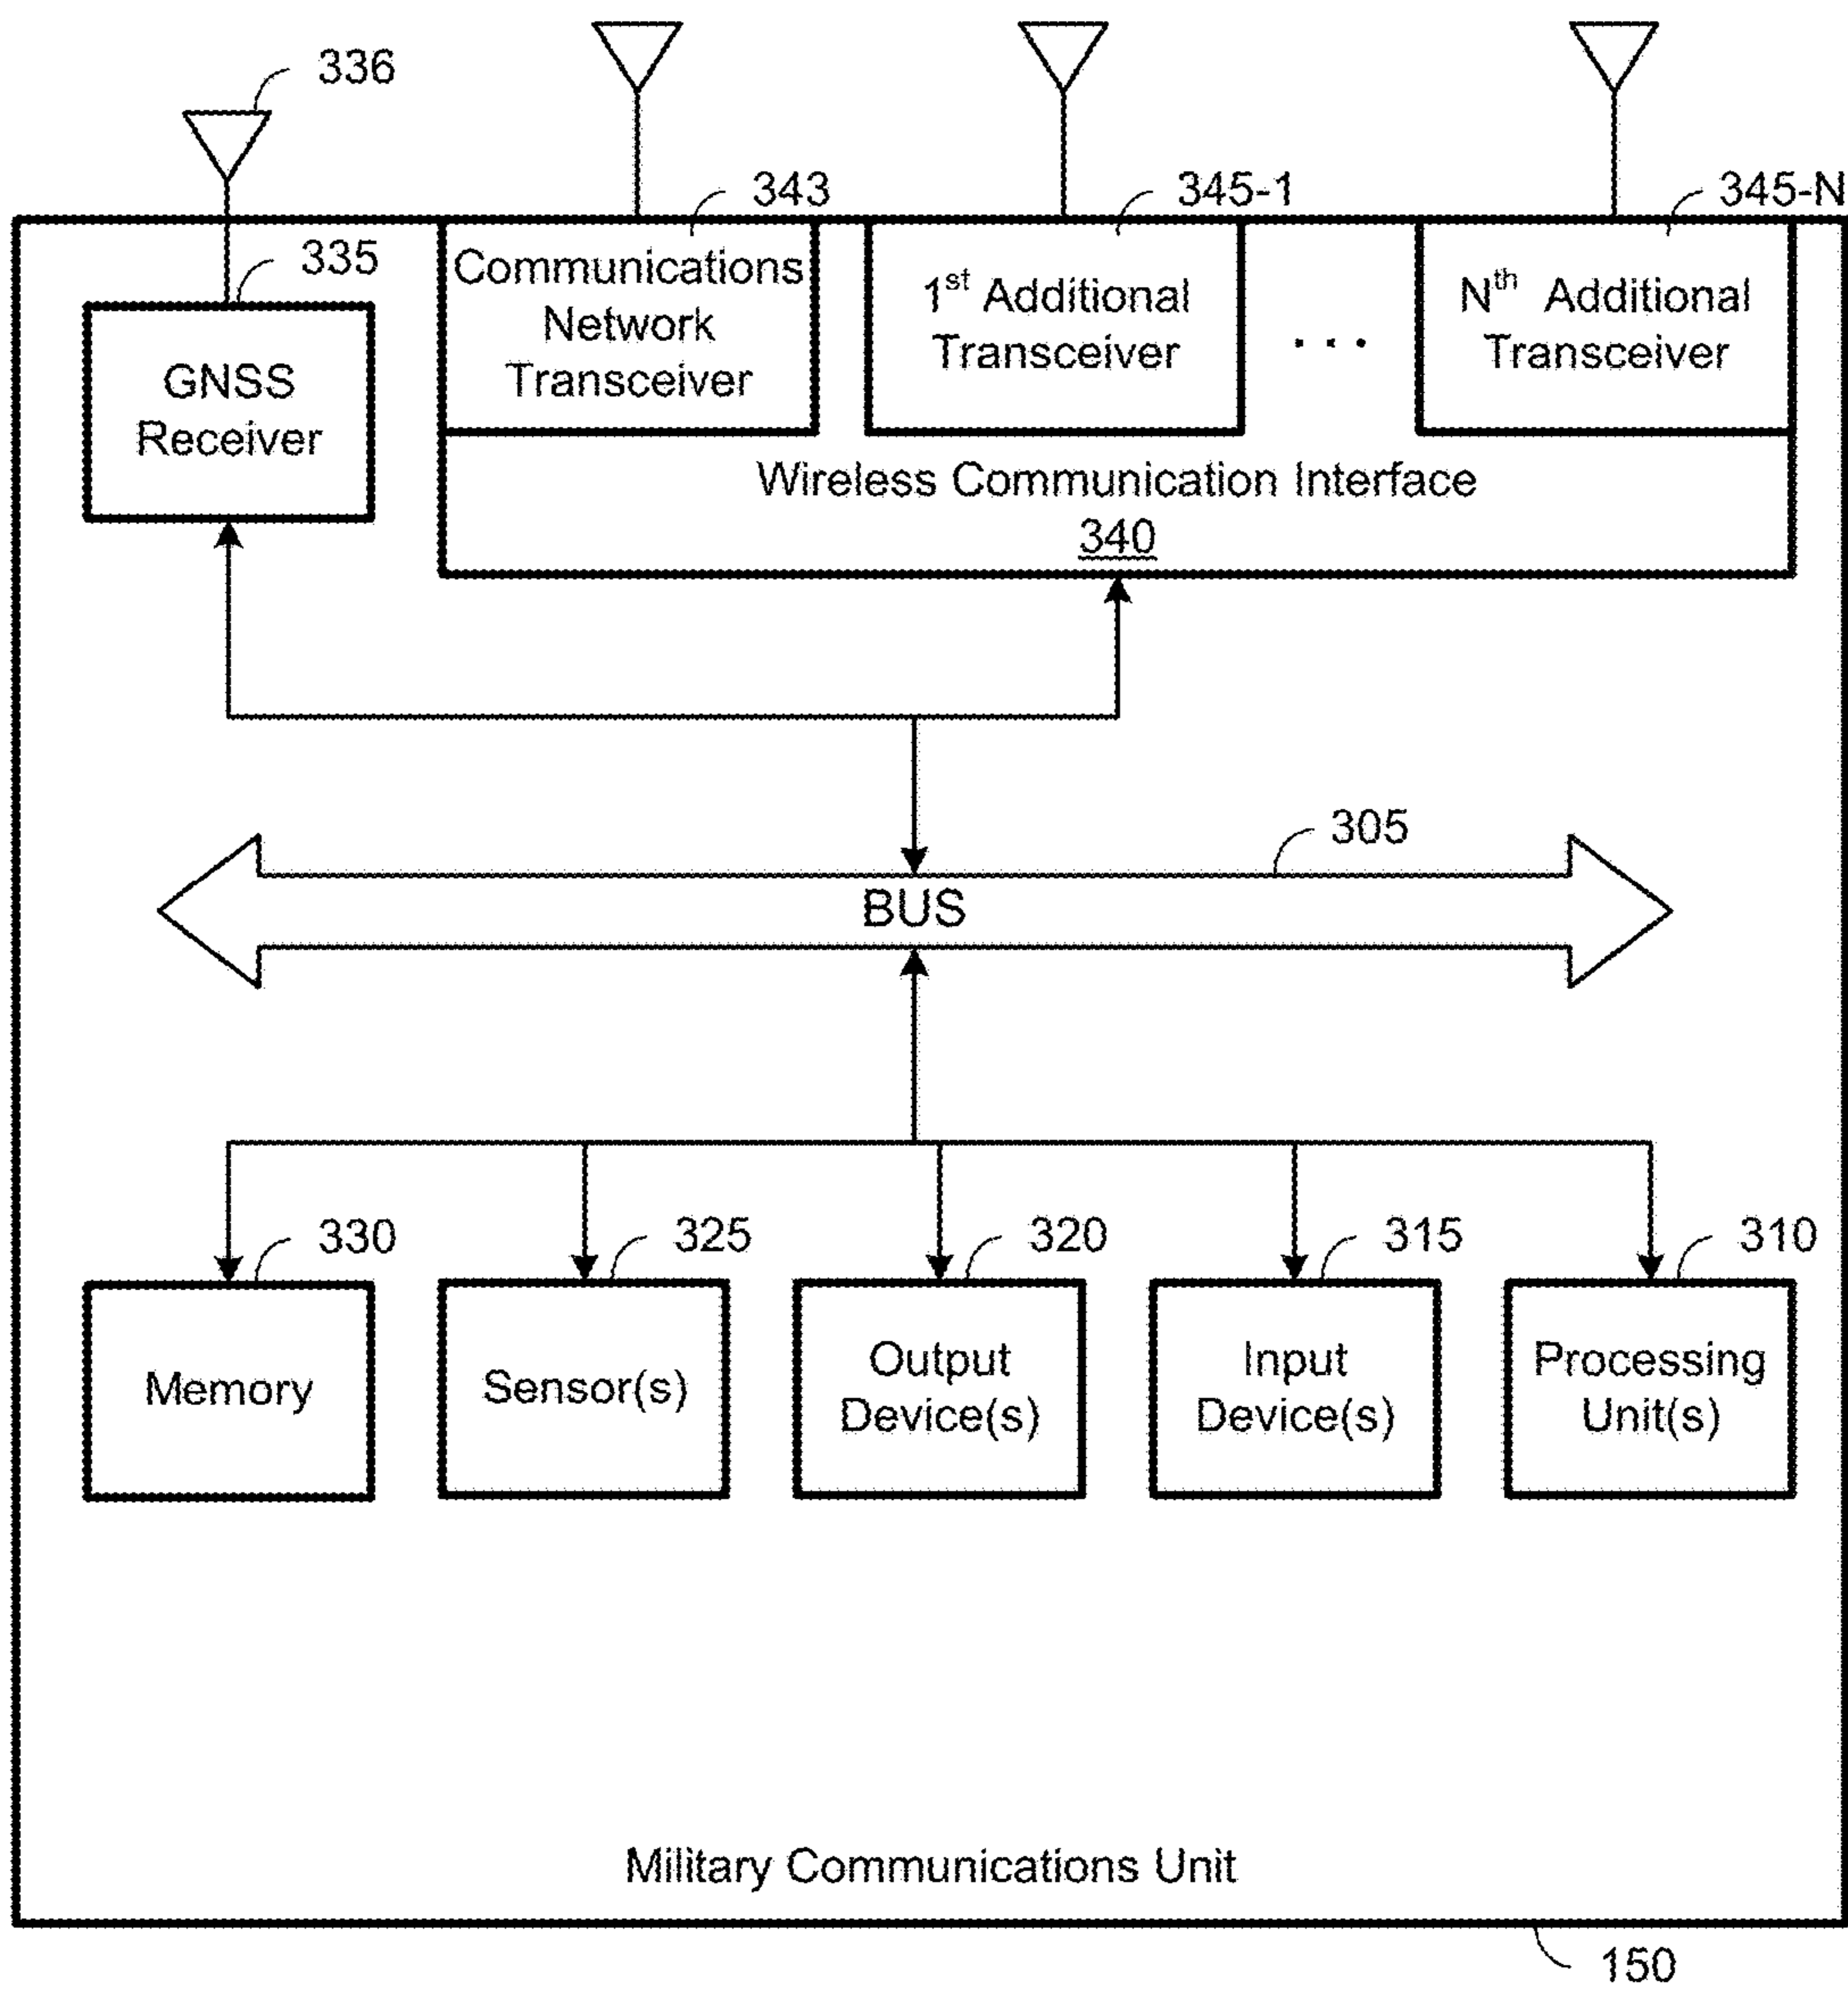 336
343
345-1
345-N
335
Communications
Network
Transceiver
1st Additional
Transceiver
...
Nth Additional
Transceiver
GNSS
Receiver
Wireless Communication Interface
340
305
BUS
330
325
320
315
310
Memory
Sensor(s)
Output
Device(s)
Input
Device(s)
Processing
Unit(s)
Military Communications Unit
150